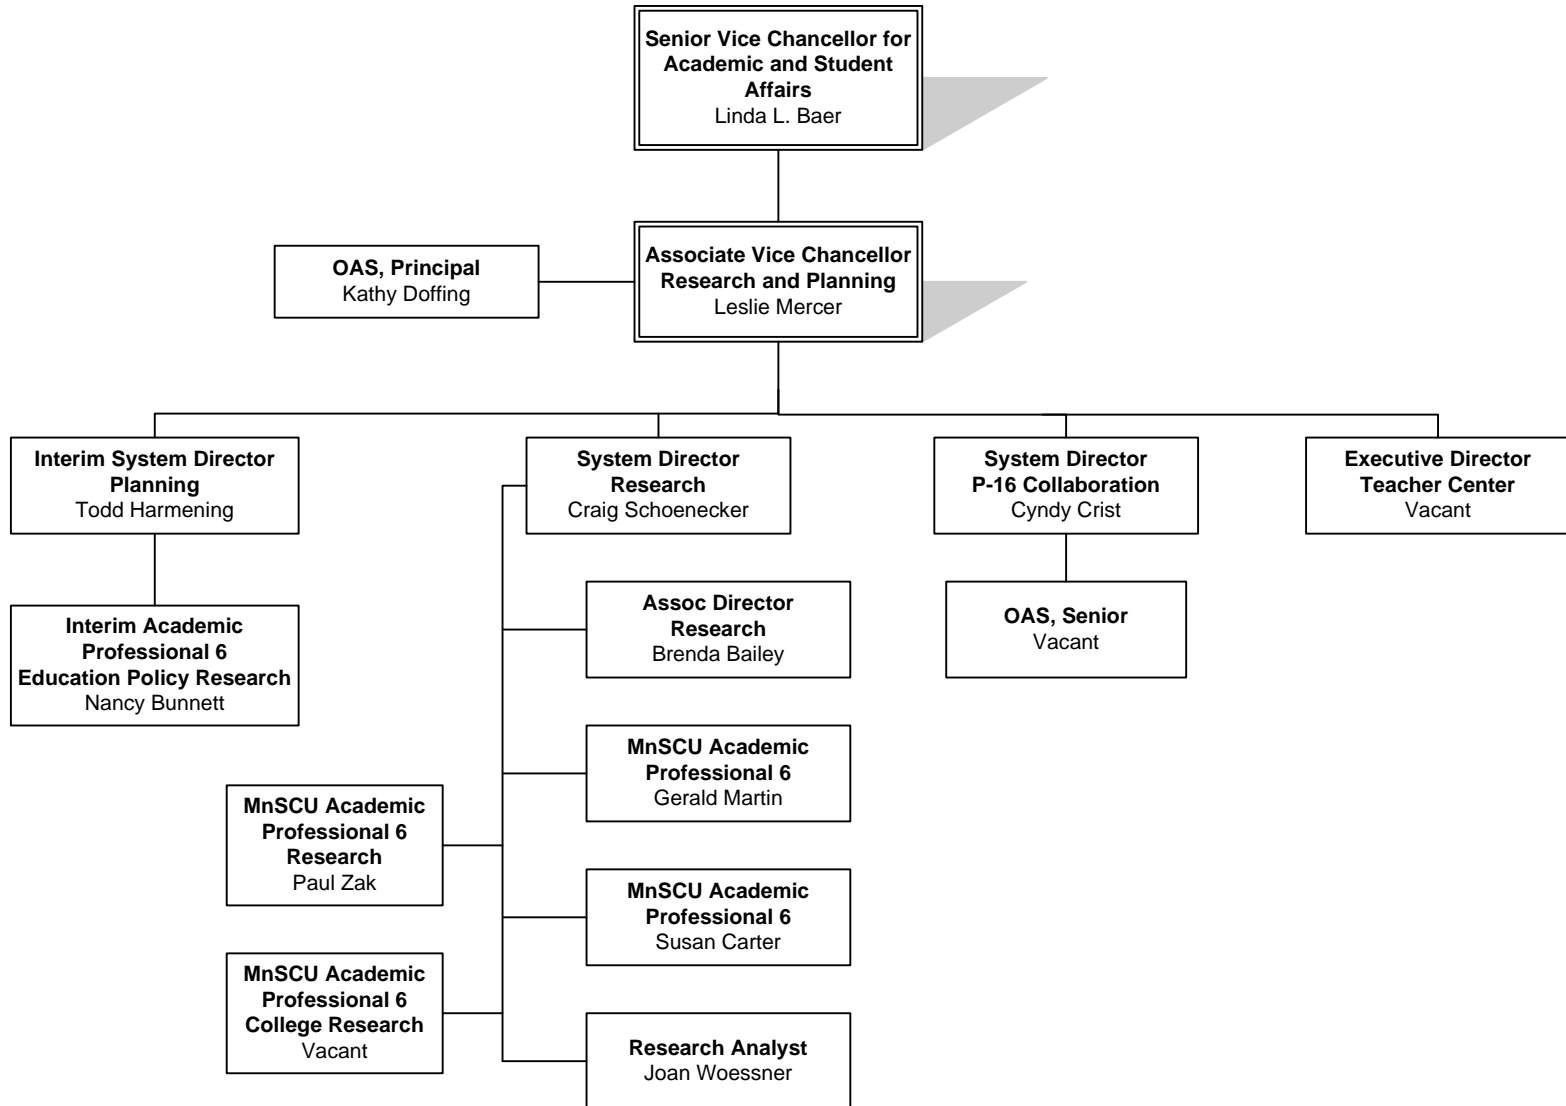 Senior Vice Chancellor for
Academic and Student
Affairs
Linda L. Baer
OAS, Principal
Kathy Doffing
Associate Vice Chancellor
Research and Planning
Leslie Mercer
Interim System Director
Planning
Todd Harmening
System Director
Research
Craig Schoenecker
System Director
P-16 Collaboration
Cyndy Crist
Executive Director
Teacher Center
Vacant
Interim Academic
Professional 6
Education Policy Research
Nancy Bunnett
Assoc Director
Research
Brenda Bailey
OAS, Senior
Vacant
MnSCU Academic
Professional 6
Gerald Martin
MnSCU Academic
Professional 6
Research
Paul Zak
MnSCU Academic
Professional 6
Susan Carter
MnSCU Academic
Professional 6
College Research
Vacant
Research Analyst
Joan Woessner